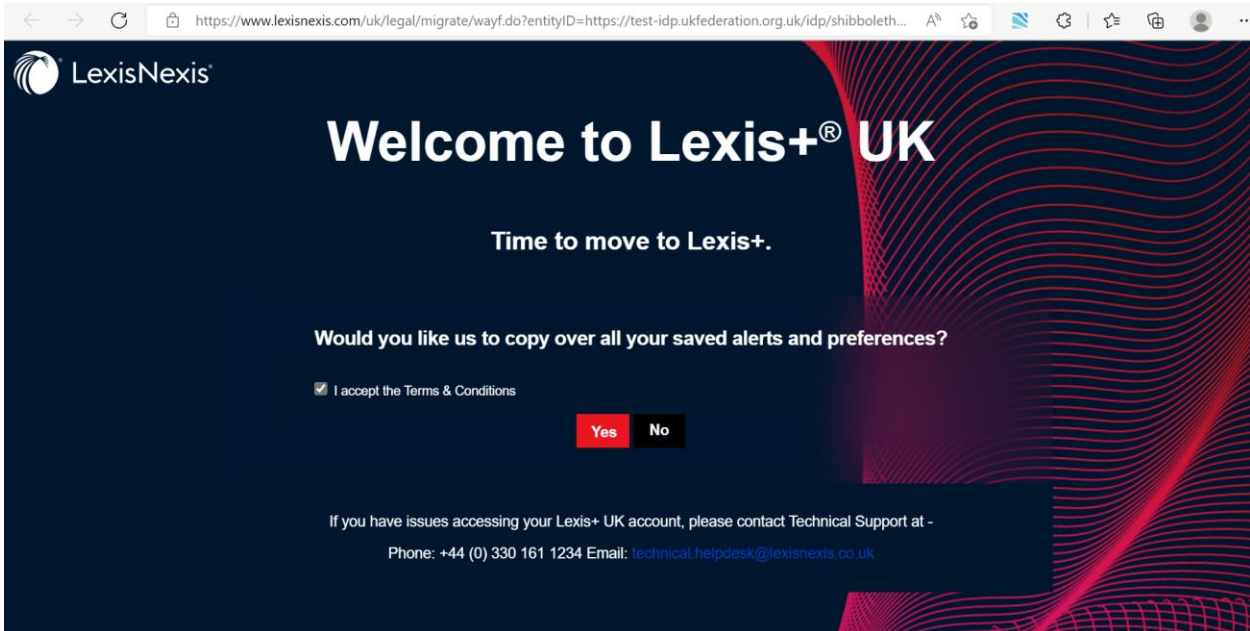 https://www.lexisnexis.com/uk/legal/migrate/wayf.do?entityID=https://test-idp.ukfederation.org.uk/idp/shibboleth...
LexisNexis®
Welcome to Lexis+® UK
Time to move to Lexis+.
Would you like us to copy over all your saved alerts and preferences?
I accept the Terms & Conditions
Yes No
If you have issues accessing your Lexis+ UK account, please contact Technical Support at -
Phone: +44 (0) 330 161 1234 Email: technical.helpdesk@lexisnexis.co.uk